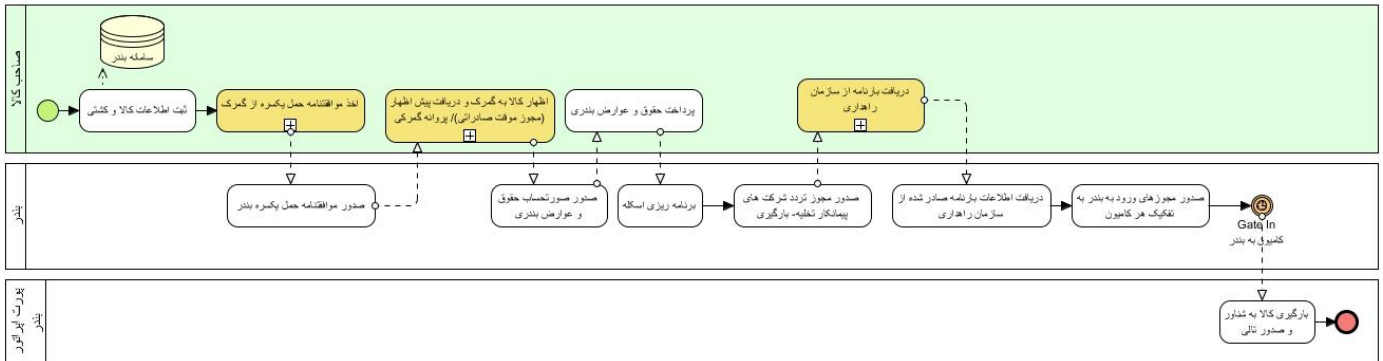 صاحب کالا
سامانه بندر
ثبت اطلاعات کالا و کشتی
اخذ موافقتنامه حمل یکسره از گمرک
اظهار کالا به گمرک و دریافت پیش اظهار
(مجوز موقت صادراتی)/ پروانه گمرکی
پرداخت حقوق و عوارض بندری
دریافت بارنامه از سازمان
راهداری
بندر
صدور موافقتنامه حمل یکسره بندر
صدور صورتحساب حقوق
و عوارض بندری
برنامه ریزی اسکله
صدور مجوز تردد شرکت های
پیمانکار تخلیه- بارگیری
دریافت اطلاعات بارنامه صادر شده از
سازمان راهداری
صدور مجوزهای ورود به بندر به
تفکیک هر کامیون
Gate In
کامیون به بندر
پورت اپراتور
بندر
بارگیری کالا به شناور
و صدور تالی